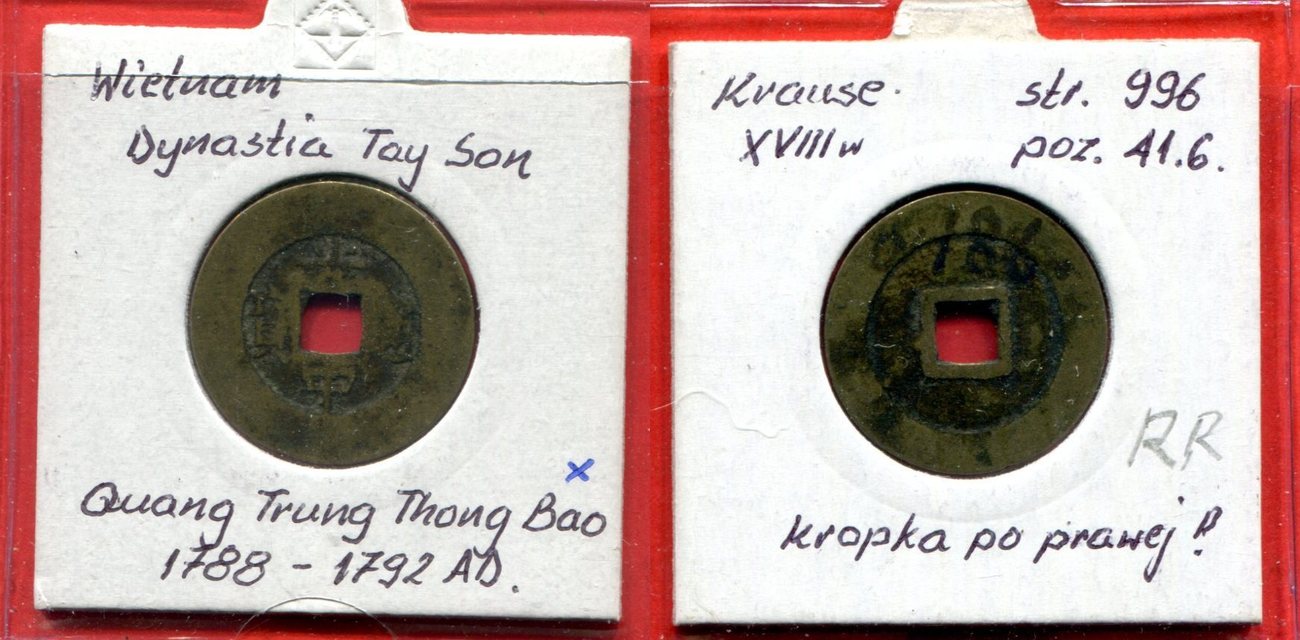 Wietnam
Dynastia Tay Son
Quang Trung Thong Bao
1788 - 1792 AD.
Krause str. 996
XVIII w poz. 41.6.
RR
kropka po prawej!